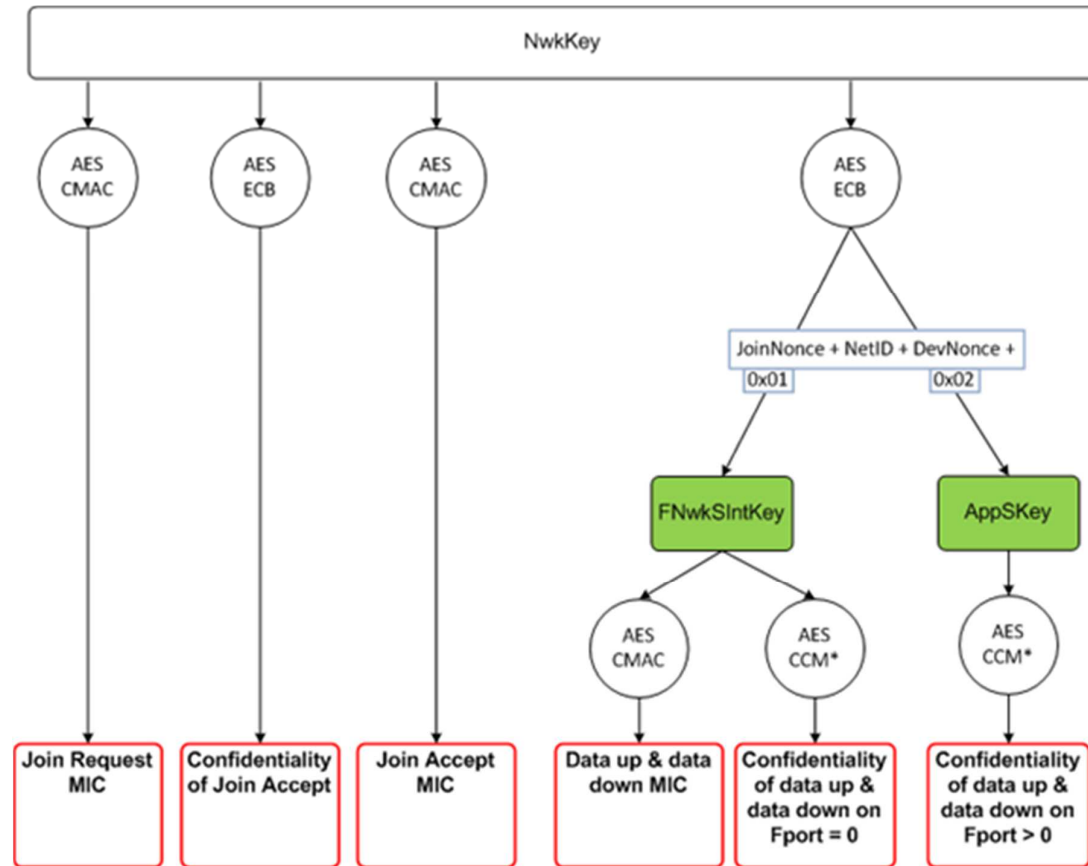 NwkKey
AES
CMAC
AES
ECB
AES
CMAC
AES
ECB
JoinNonce + NetID + DevNonce +
0x01
0x02
FNwkSIntKey
AppSKey
AES
CMAC
AES
CCM*
AES
CCM*
Join Request
MIC
Confidentiality
of Join Accept
Join Accept
MIC
Data up & data
down MIC
Confidentiality
of data up &
data down on
Fport = 0
Confidentiality
of data up &
data down on
Fport > 0